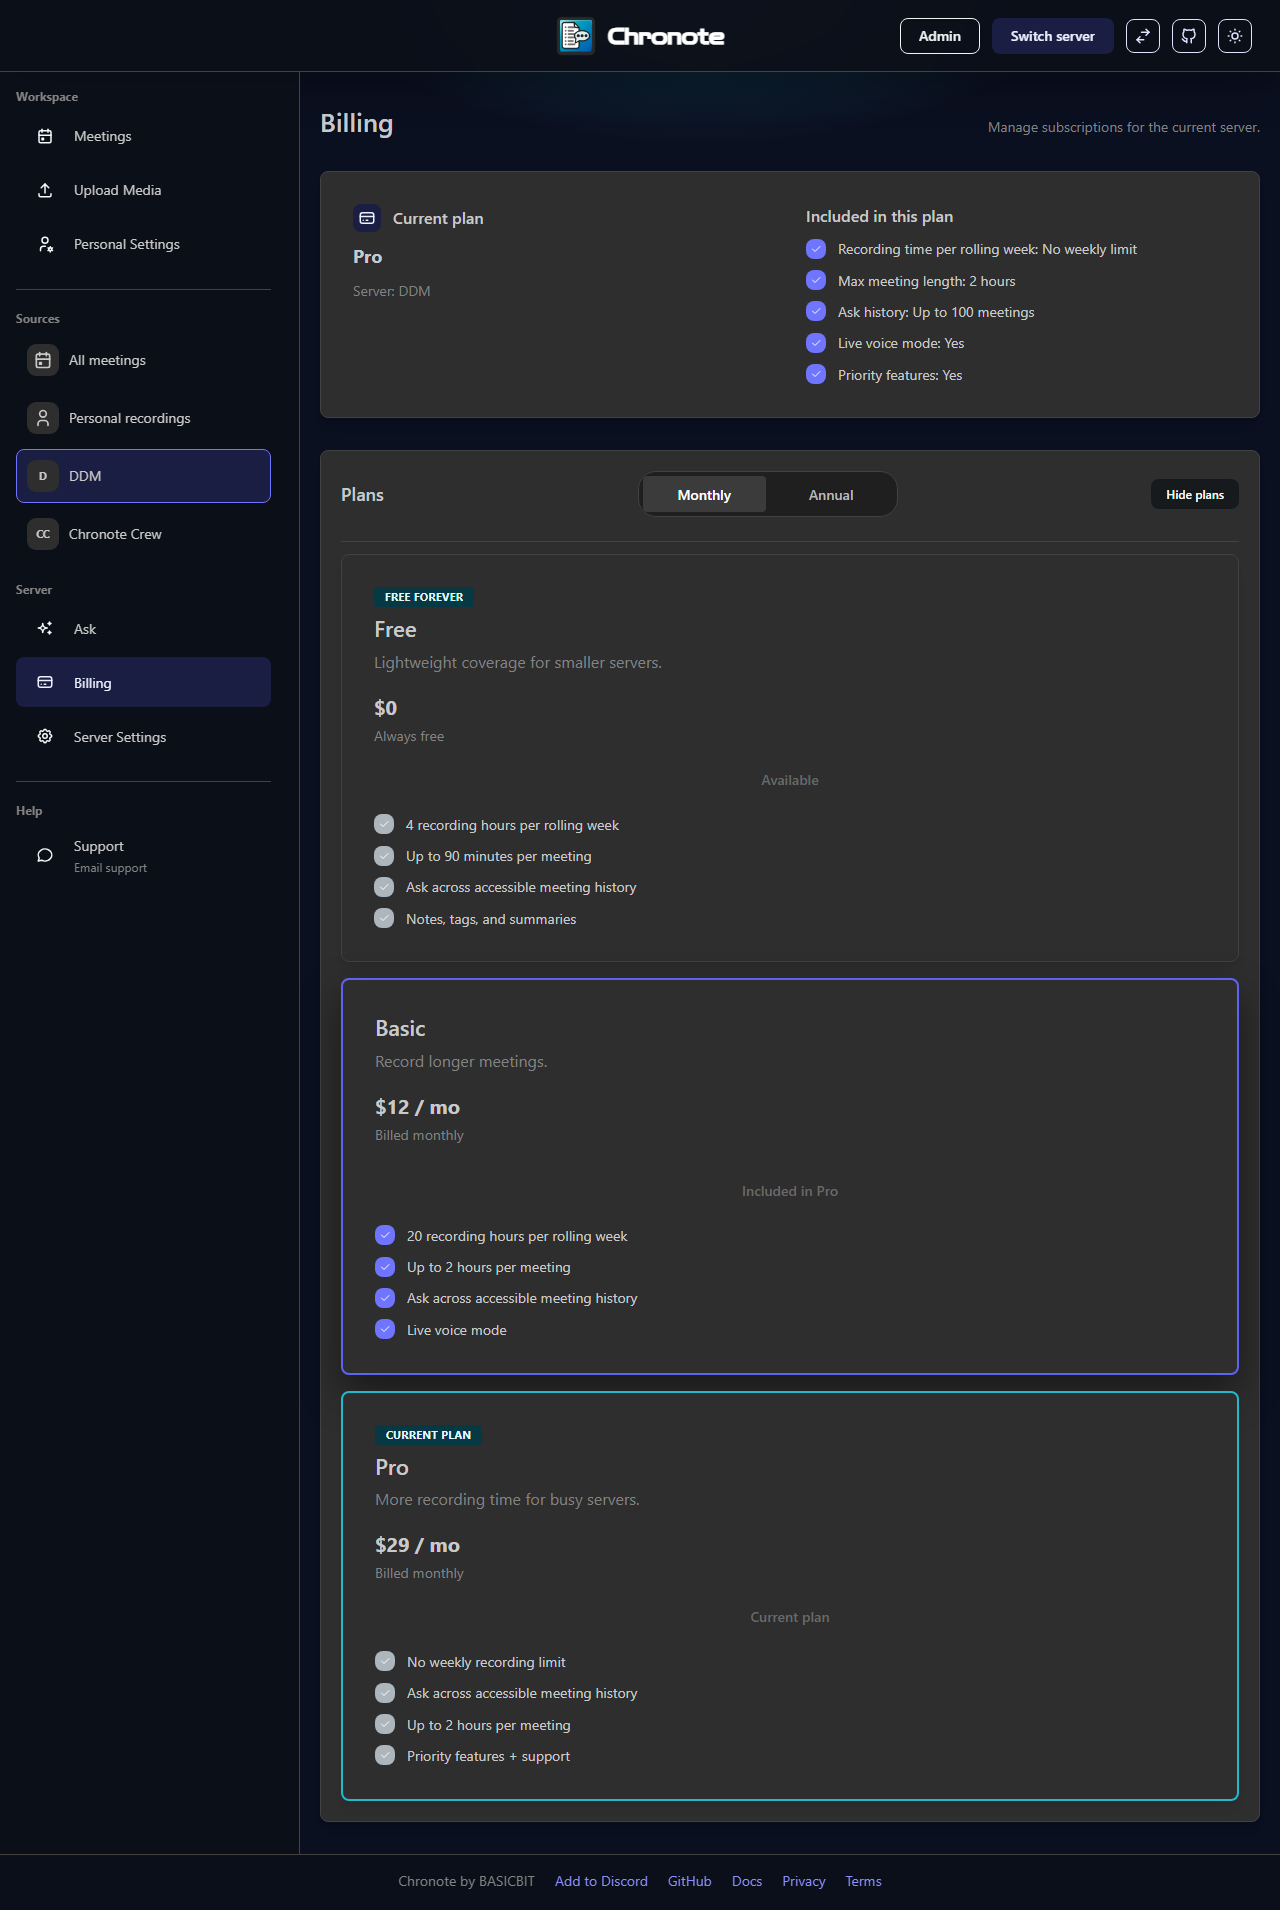 Chronote
Admin
Switch server
Workspace
Meetings
Upload Media
Personal Settings
Sources
All meetings
Personal recordings
D
DDM
CC
Chronote Crew
Server
Ask
Billing
Server Settings
Help
Support
Email support
Billing
Manage subscriptions for the current server.
Current plan
Pro
Server: DDM
Included in this plan
Recording time per rolling week: No weekly limit
Max meeting length: 2 hours
Ask history: Up to 100 meetings
Live voice mode: Yes
Priority features: Yes
Plans
Monthly
Annual
Hide plans
FREE FOREVER
Free
Lightweight coverage for smaller servers.
$0
Always free
Available
4 recording hours per rolling week
Up to 90 minutes per meeting
Ask across accessible meeting history
Notes, tags, and summaries
Basic
Record longer meetings.
$12 / mo
Billed monthly
Included in Pro
20 recording hours per rolling week
Up to 2 hours per meeting
Ask across accessible meeting history
Live voice mode
CURRENT PLAN
Pro
More recording time for busy servers.
$29 / mo
Billed monthly
Current plan
No weekly recording limit
Ask across accessible meeting history
Up to 2 hours per meeting
Priority features + support
Chronote by BASICBIT
Add to Discord
GitHub
Docs
Privacy
Terms